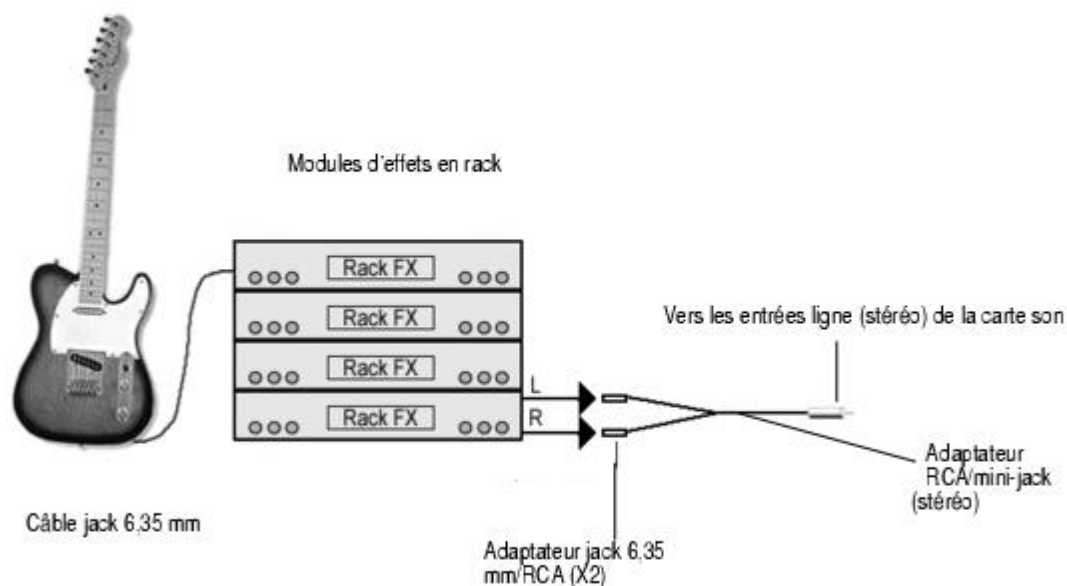 Modules d'effets en rack
Rack FX
Rack FX
Rack FX
Rack FX
L
R
Vers les entrées ligne (stéréo) de la carte son
Adaptateur
RCA/mini-jack
(stéréo)
Câble jack 6,35 mm
Adaptateur jack 6,35
mm/RCA (X2)